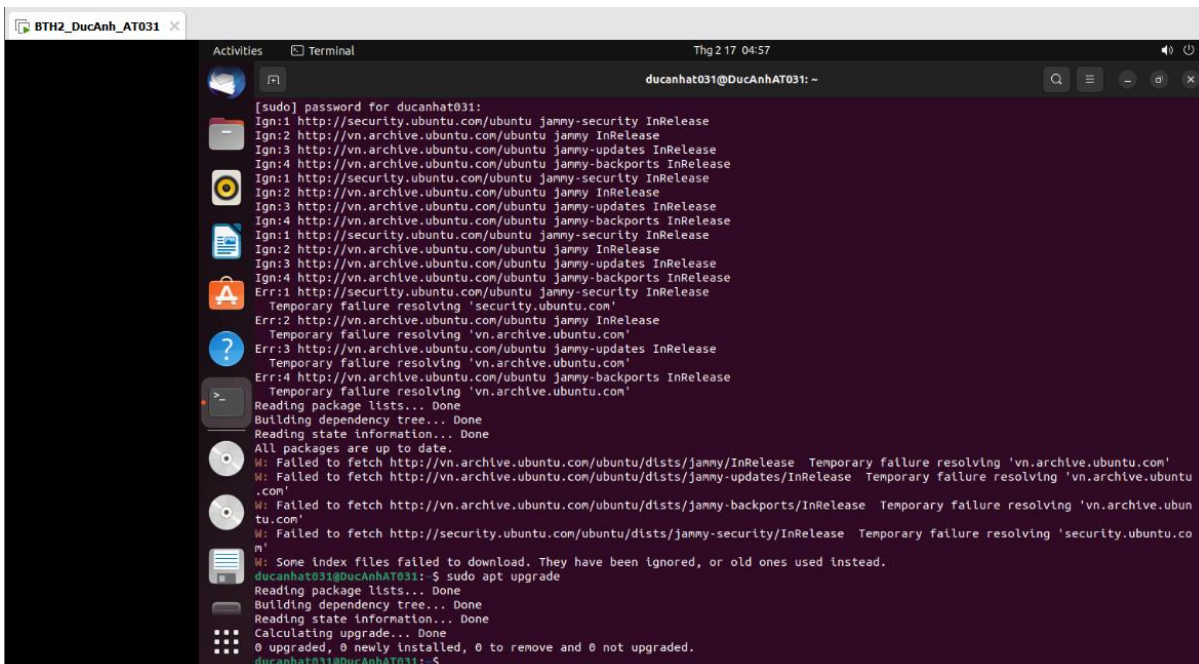 BTH2_DucAnh_AT031
Activities
Terminal
Thg 2 17 04:57
ducanhat031@DucAnhAT031: ~
[sudo] password for ducanhat031:
Ign:1 http://security.ubuntu.com/ubuntu jammy-security InRelease
Ign:2 http://vn.archive.ubuntu.com/ubuntu jammy InRelease
Ign:3 http://vn.archive.ubuntu.com/ubuntu jammy-updates InRelease
Ign:4 http://vn.archive.ubuntu.com/ubuntu jammy-backports InRelease
Ign:1 http://security.ubuntu.com/ubuntu jammy-security InRelease
Ign:2 http://vn.archive.ubuntu.com/ubuntu jammy InRelease
Ign:3 http://vn.archive.ubuntu.com/ubuntu jammy-updates InRelease
Ign:4 http://vn.archive.ubuntu.com/ubuntu jammy-backports InRelease
Ign:1 http://security.ubuntu.com/ubuntu jammy-security InRelease
Ign:2 http://vn.archive.ubuntu.com/ubuntu jammy InRelease
Ign:3 http://vn.archive.ubuntu.com/ubuntu jammy-updates InRelease
Ign:4 http://vn.archive.ubuntu.com/ubuntu jammy-backports InRelease
Err:1 http://security.ubuntu.com/ubuntu jammy-security InRelease
Temporary failure resolving 'security.ubuntu.com'
Err:2 http://vn.archive.ubuntu.com/ubuntu jammy InRelease
Temporary failure resolving 'vn.archive.ubuntu.com'
Err:3 http://vn.archive.ubuntu.com/ubuntu jammy-updates InRelease
Temporary failure resolving 'vn.archive.ubuntu.com'
Err:4 http://vn.archive.ubuntu.com/ubuntu jammy-backports InRelease
Temporary failure resolving 'vn.archive.ubuntu.com'
Reading package lists... Done
Building dependency tree... Done
Reading state information... Done
All packages are up to date.
W: Failed to fetch http://vn.archive.ubuntu.com/ubuntu/dists/jammy/InRelease  Temporary failure resolving 'vn.archive.ubuntu.com'
W: Failed to fetch http://vn.archive.ubuntu.com/ubuntu/dists/jammy-updates/InRelease  Temporary failure resolving 'vn.archive.ubuntu
.com'
W: Failed to fetch http://vn.archive.ubuntu.com/ubuntu/dists/jammy-backports/InRelease  Temporary failure resolving 'vn.archive.ubun
tu.com'
W: Failed to fetch http://security.ubuntu.com/ubuntu/dists/jammy-security/InRelease  Temporary failure resolving 'security.ubuntu.co
m'
W: Some index files failed to download. They have been ignored, or old ones used instead.
ducanhat031@DucAnhAT031:~$ sudo apt upgrade
Reading package lists... Done
Building dependency tree... Done
Reading state information... Done
Calculating upgrade... Done
0 upgraded, 0 newly installed, 0 to remove and 0 not upgraded.
ducanhat031@DucAnhAT031:~$